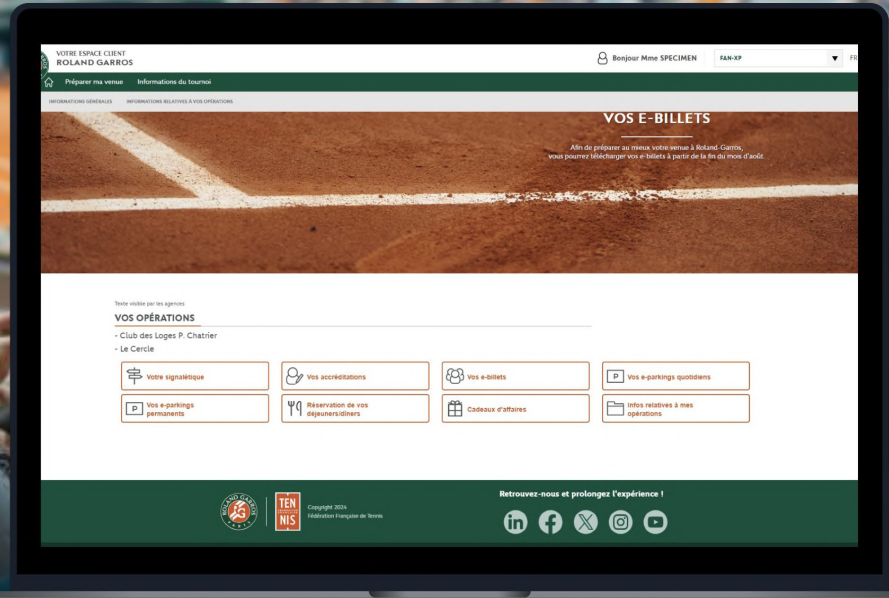 VOTRE ESPACE CLIENT
ROLAND GARROS
Bonjour Mme SPECIMEN
FAN-XP
FR
Préparer ma venue
Informations du tournoi
INFORMATIONS GÉNÉRALES
INFORMATIONS RELATIVES À VOS OPÉRATIONS
VOS E-BILLETS
Afin de préparer au mieux votre venue à Roland-Garros,
vous pourrez télécharger vos e-billets à partir de la fin du mois d'août.
Texte visible par les agences
VOS OPÉRATIONS
- Club des Loges P. Chatrier
- Le Cercle
Votre signalétique
Vos accréditations
Vos e-billets
P
Vos e-parkings quotidiens
P
Vos e-parkings
permanents
Réservation de vos
déjeuners/dîners
Cadeaux d'affaires
Infos relatives à mes
opérations
ROLAND GARROS
PARIS
TEN
NIS
Copyright 2024
Fédération Française de Tennis
Retrouvez-nous et prolongez l'expérience !